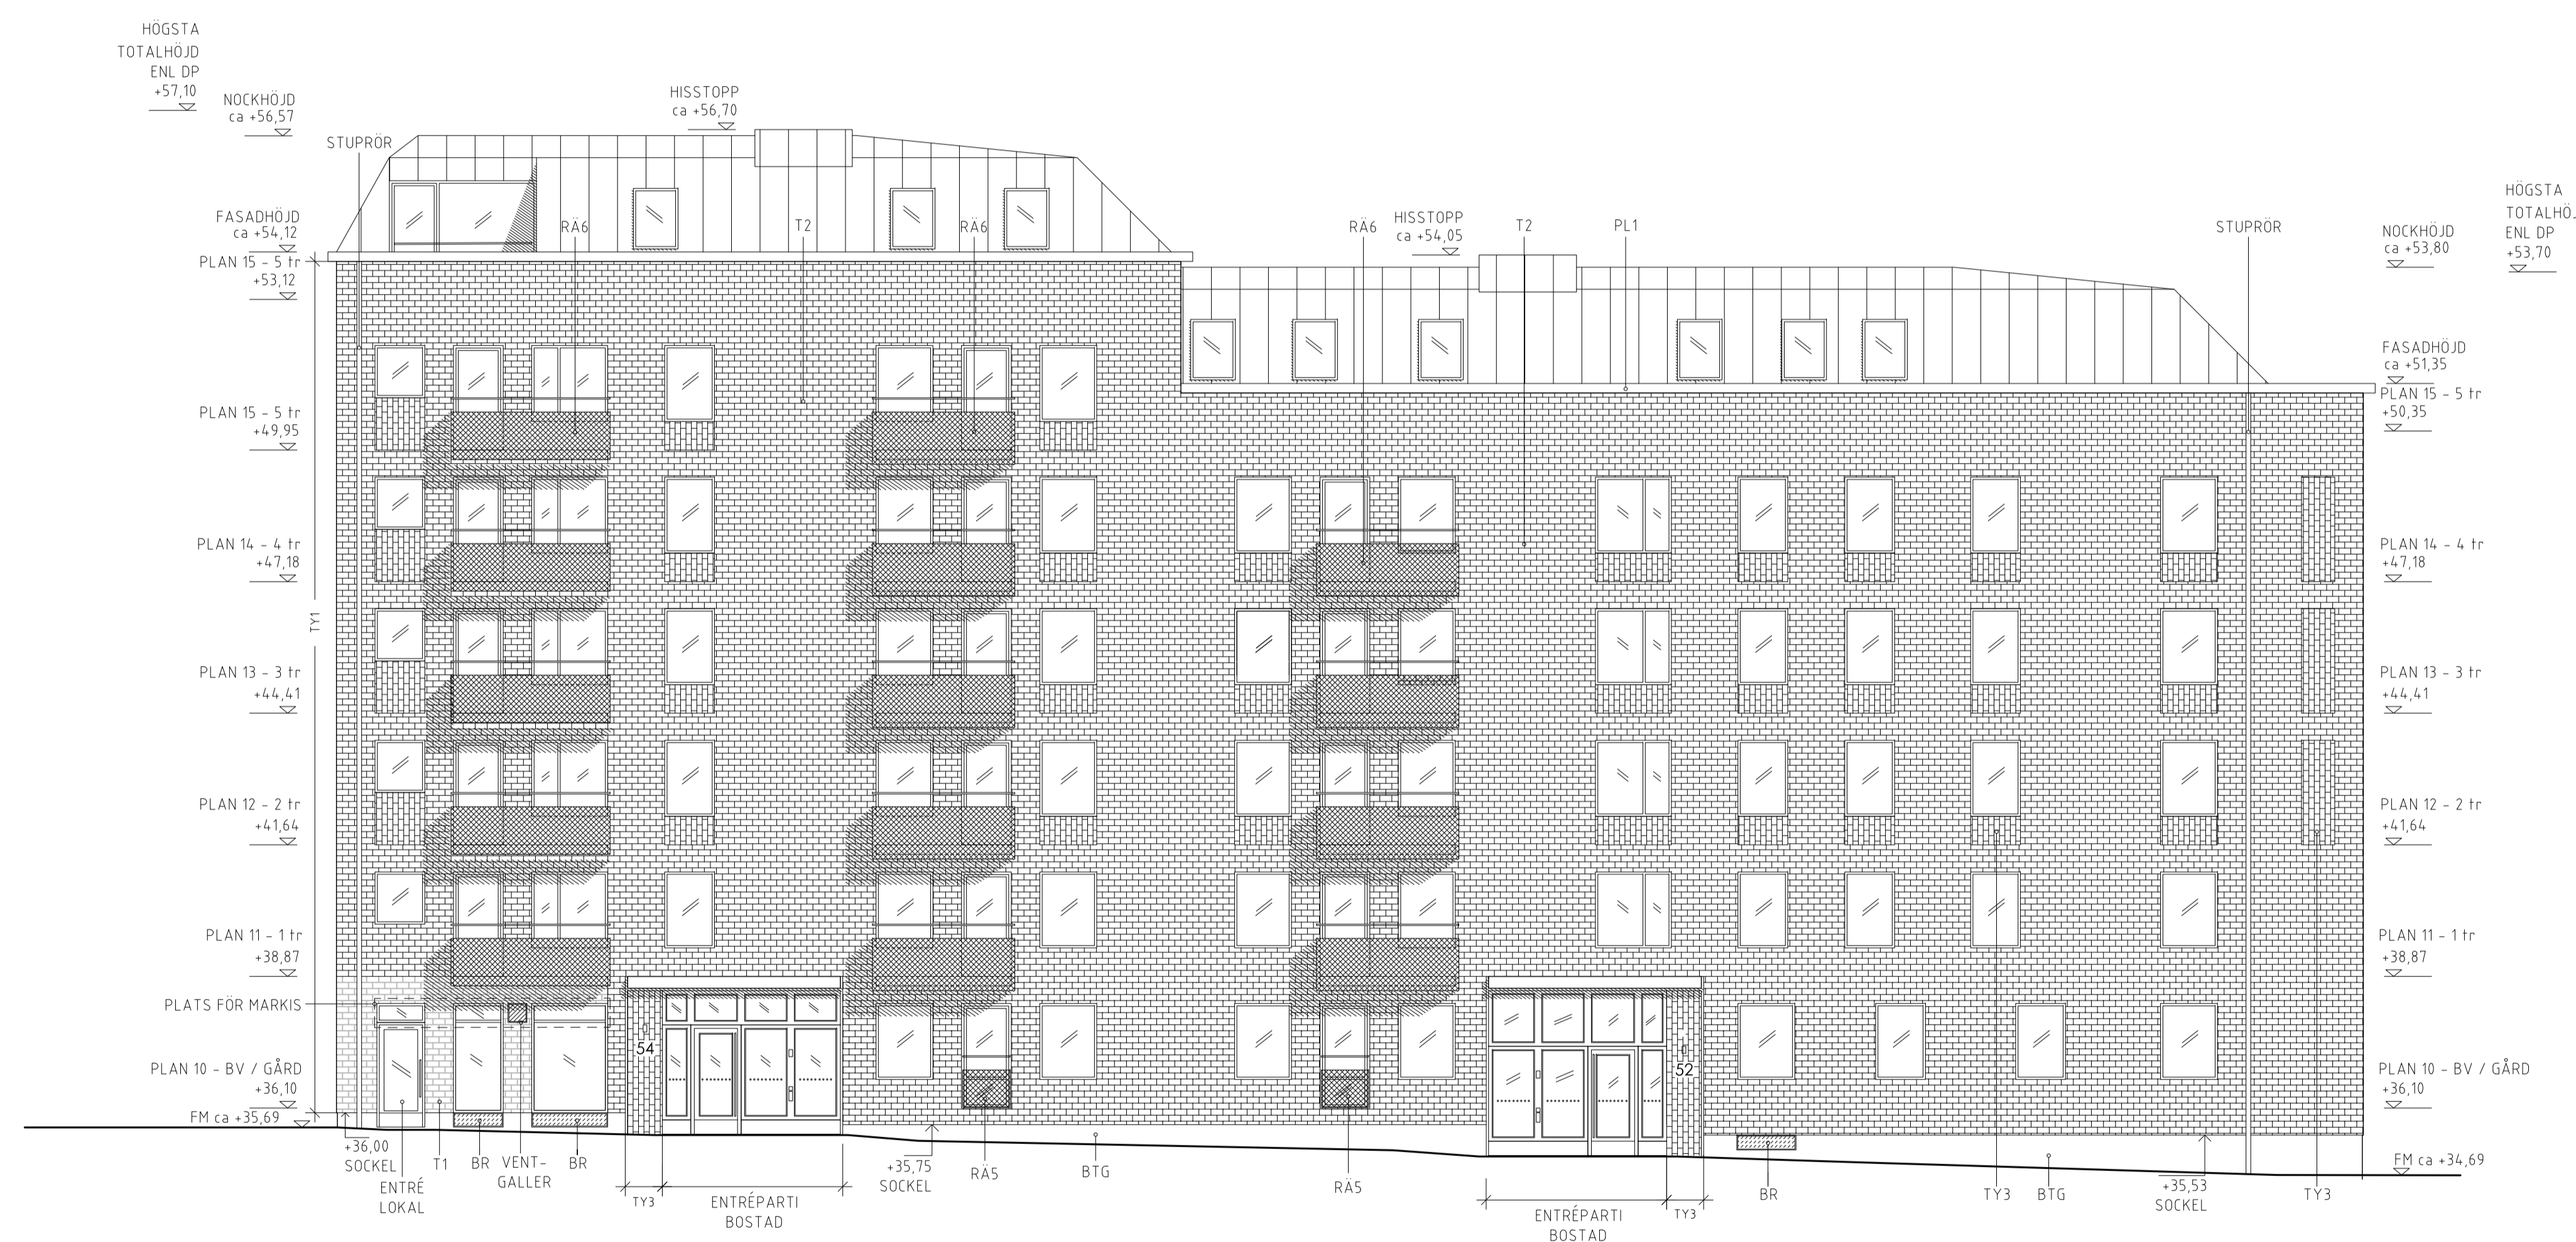 HÖGSTA
TOTALHÖJD
ENL DP
+57,10
NOCKHÖJD
ca +56,57
STUPRÖR
HISSTOPP
ca +56,70
FASADHÖJD
ca +54,12
PLAN 15 - 5 tr
+53,12
PLAN 15 - 5 tr
+49,95
PLAN 14 - 4 tr
+47,18
TY1
PLAN 13 - 3 tr
+44,41
PLAN 12 - 2 tr
+41,64
PLAN 11 - 1 tr
+38,87
PLATS FÖR MARKIS
PLAN 10 - BV / GÅRD
+36,10
FM ca +35,69
RÄ6
T2
RÄ6
RÄ6
HISSTOPP
ca +54,05
T2
PL1
STUPRÖR
NOCKHÖJD
ca +53,80
HÖGSTA
ENL DP
+53,70
FASADHÖJD
ca +51,35
PLAN 15 - 5 tr
+50,35
PLAN 14 - 4 tr
+47,18
PLAN 13 - 3 tr
+44,41
PLAN 12 - 2 tr
+41,64
PLAN 11 - 1 tr
+38,87
PLAN 10 - BV / GÅRD
+36,10
FM ca +34,69
54
52
+36,00
SOCKEL
ENTRÉ
LOKAL
T1
BR
VENT-
GALLER
BR
TY3
ENTRÉPARTI
BOSTAD
+35,75
SOCKEL
RÄ5
BTG
RÄ5
ENTRÉPARTI
BOSTAD
TY3
BR
TY3
BTG
+35,53
SOCKEL
TY3